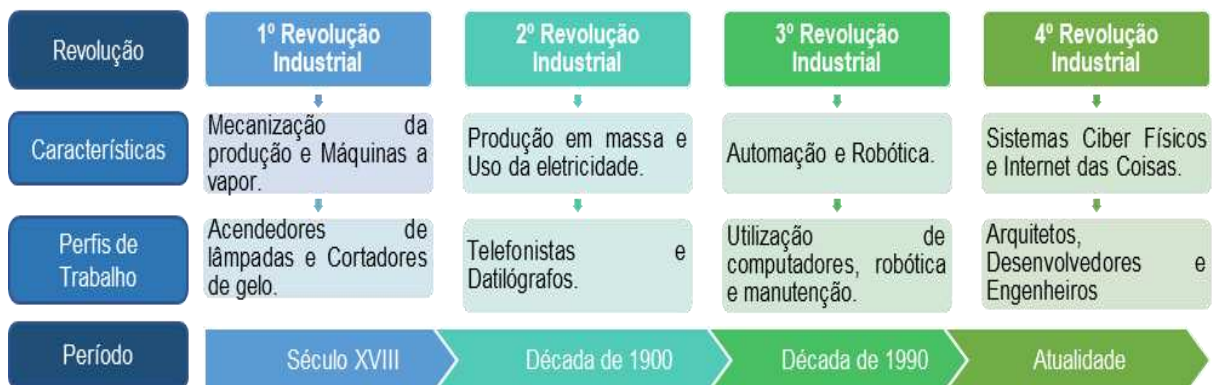 Revolução
1º Revolução
Industrial
2º Revolução
Industrial
3º Revolução
Industrial
4º Revolução
Industrial
Características
Mecanização da
produção e Máquinas a
vapor.
Produção em massa e
Uso da eletricidade.
Automação e Robótica.
Sistemas Ciber Físicos
e Internet das Coisas.
Perfis de
Trabalho
Acendedores de
lâmpadas e Cortadores
de gelo.
Telefonistas e
Datilógrafos.
Utilização de
computadores, robótica
e manutenção.
Arquitetos,
Desenvolvedores e
Engenheiros
Período
Século XVIII
Década de 1900
Década de 1990
Atualidade